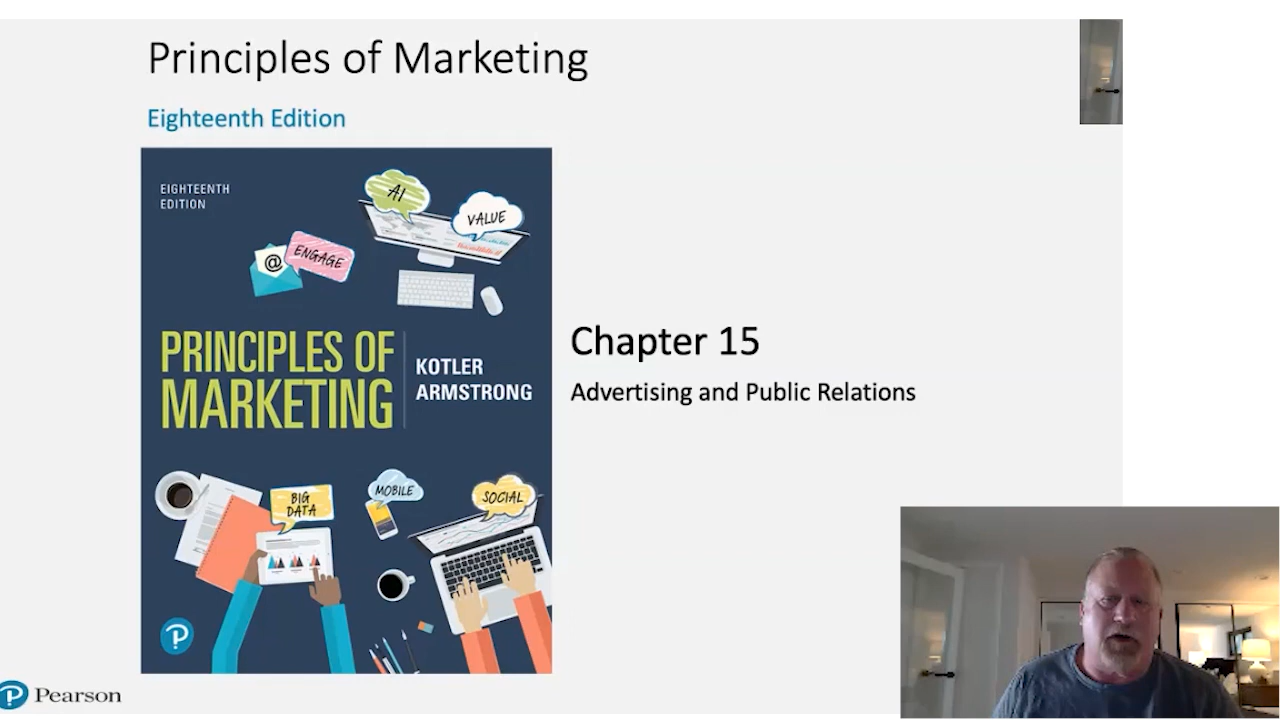 Principles of Marketing
Eighteenth Edition
EIGHTEENTH
EDITION
AI
VALUE
@
ENGAGE
PRINCIPLES OF
MARKETING
KOTLER
ARMSTRONG
Chapter 15
Advertising and Public Relations
BIG
DATA
MOBILE
SOCIAL
P
P Pearson